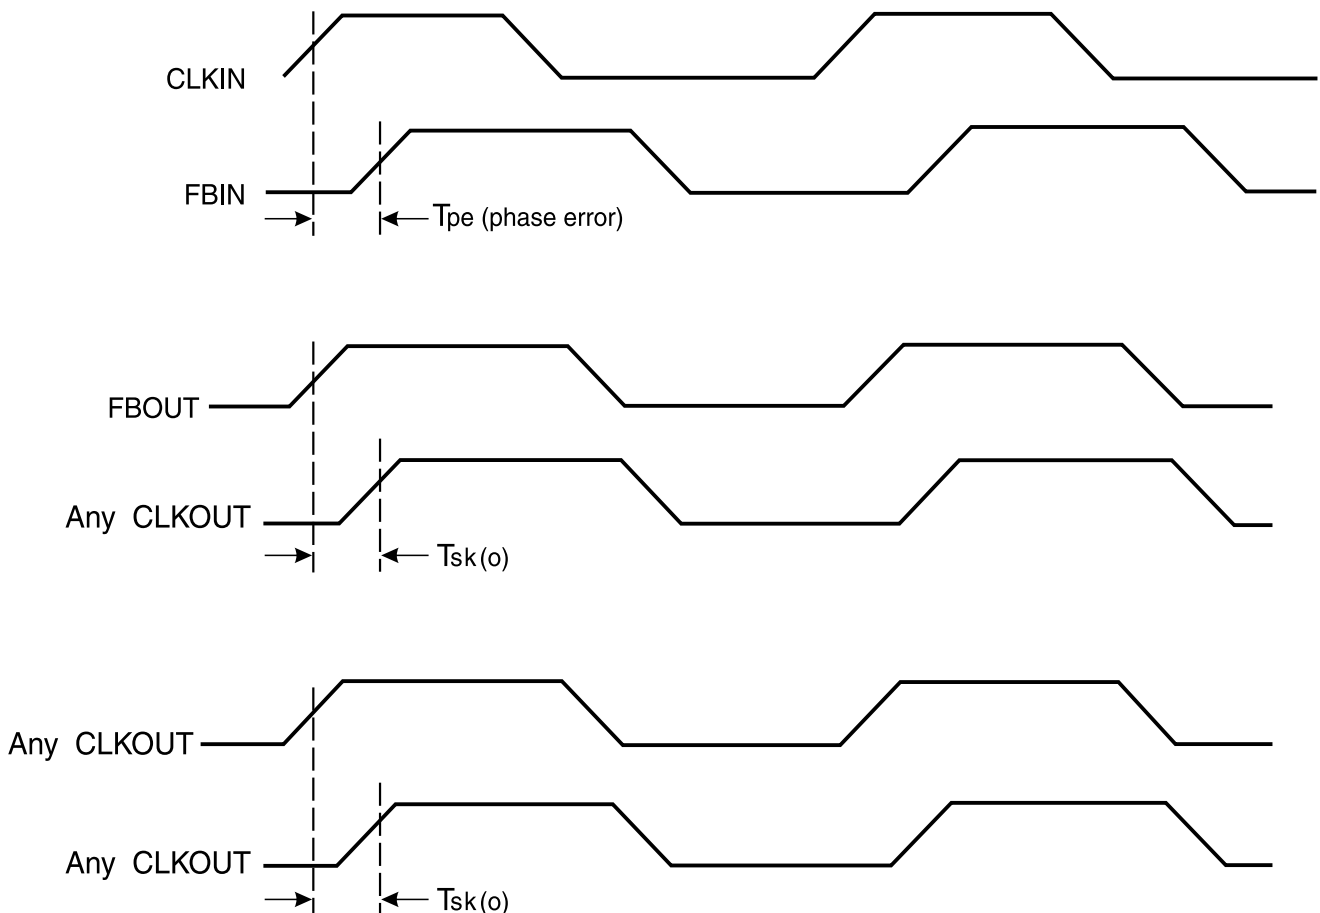 CLKIN
FBIN
Tpe (phase error)
FBOUT
Any CLKOUT
Tsk(o)
Any CLKOUT
Any CLKOUT
Tsk(o)